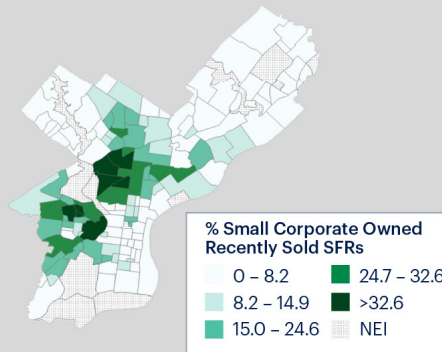 % Small Corporate Owned
Recently Sold SFRs
0 – 8.2
24.7 – 32.6
8.2 – 14.9
>32.6
15.0 – 24.6
NEI